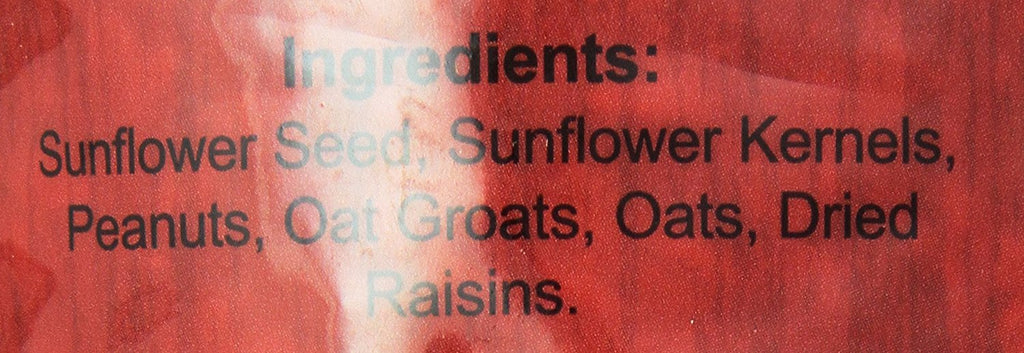 Ingredients:
Sunflower Seed, Sunflower Kernels,
Peanuts, Oat Groats, Oats, Dried
Raisins.